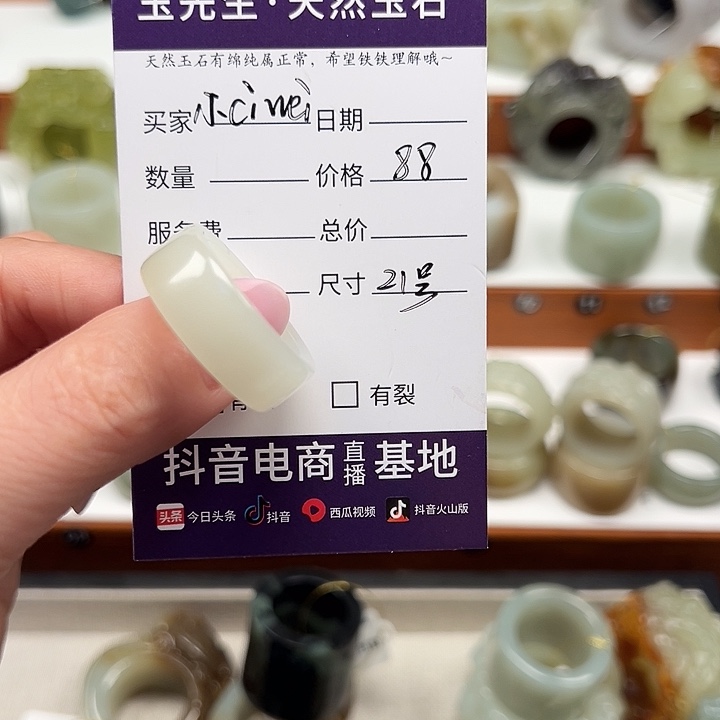 玉先生·天然玉石
天然玉石有绵纯属正常，希望铁铁理解哦~
买家 小cimei 日期
数量 价格 88
服务费 总价
尺寸 21号
有裂
抖音电商 直播 基地
头条 今日头条 抖音 西瓜视频 抖音火山版